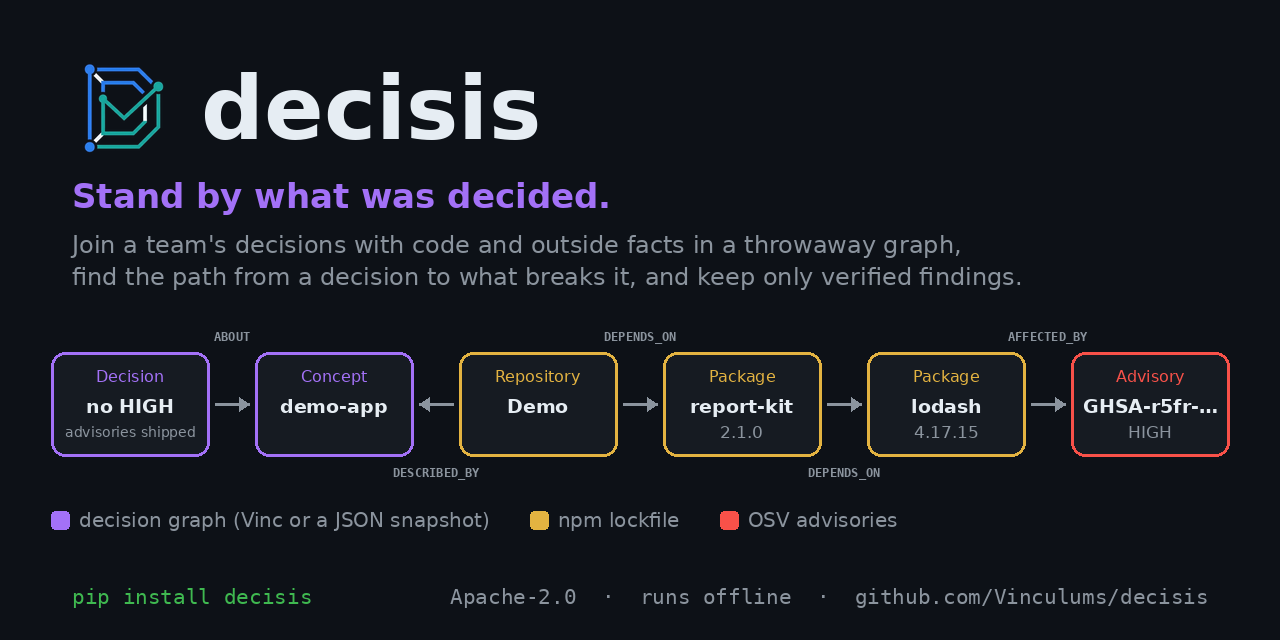 decisis
Stand by what was decided.
Join a team's decisions with code and outside facts in a throwaway graph,
find the path from a decision to what breaks it, and keep only verified findings.
ABOUT
DEPENDS_ON
AFFECTED_BY
Decision
no HIGH
advisories shipped
Concept
demo-app
Repository
Demo
Package
report-kit
2.1.0
Package
lodash
4.17.15
Advisory
GHSA-r5fr-…
HIGH
DESCRIBED_BY
DEPENDS_ON
decision graph (Vinc or a JSON snapshot)
npm lockfile
OSV advisories
pip install decisis
Apache-2.0 · runs offline · github.com/Vinculums/decisis